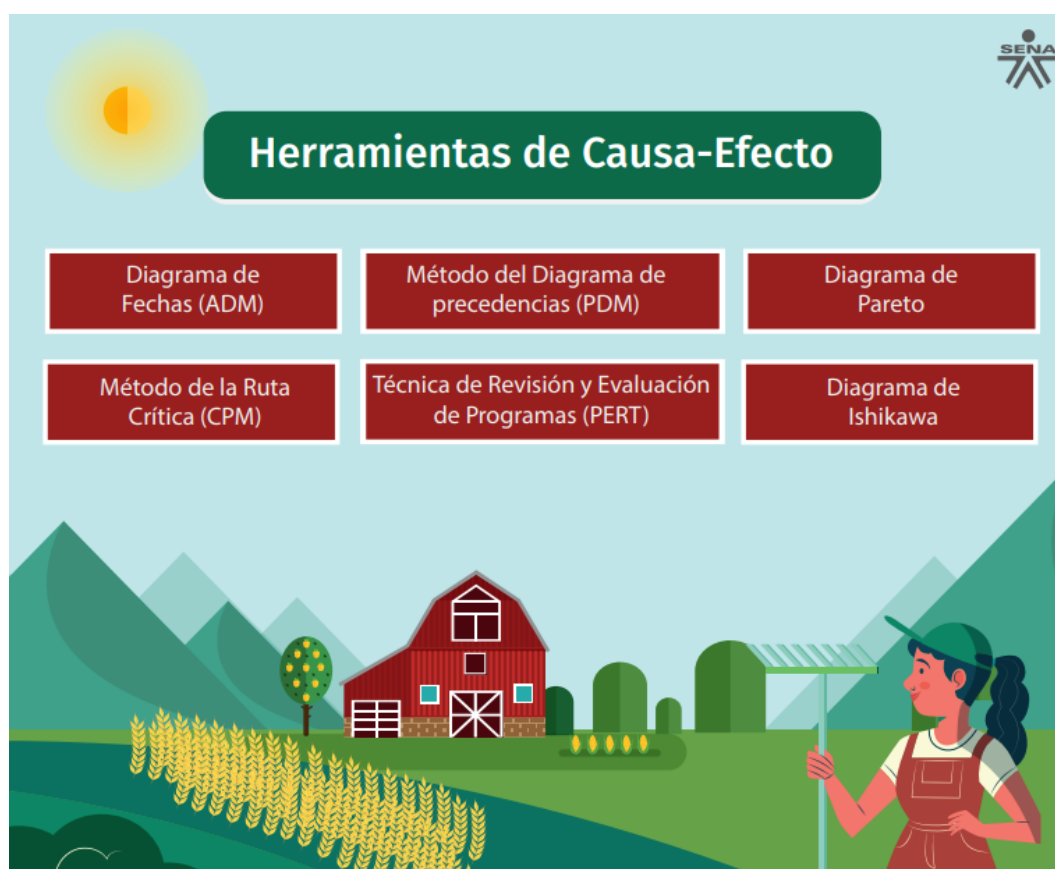 SENA
Herramientas de Causa-Efecto
Diagrama de
Fechas (ADM)
Método del Diagrama de
precedencias (PDM)
Diagrama de
Pareto
Método de la Ruta
Crítica (CPM)
Técnica de Revisión y Evaluación
de Programas (PERT)
Diagrama de
Ishikawa